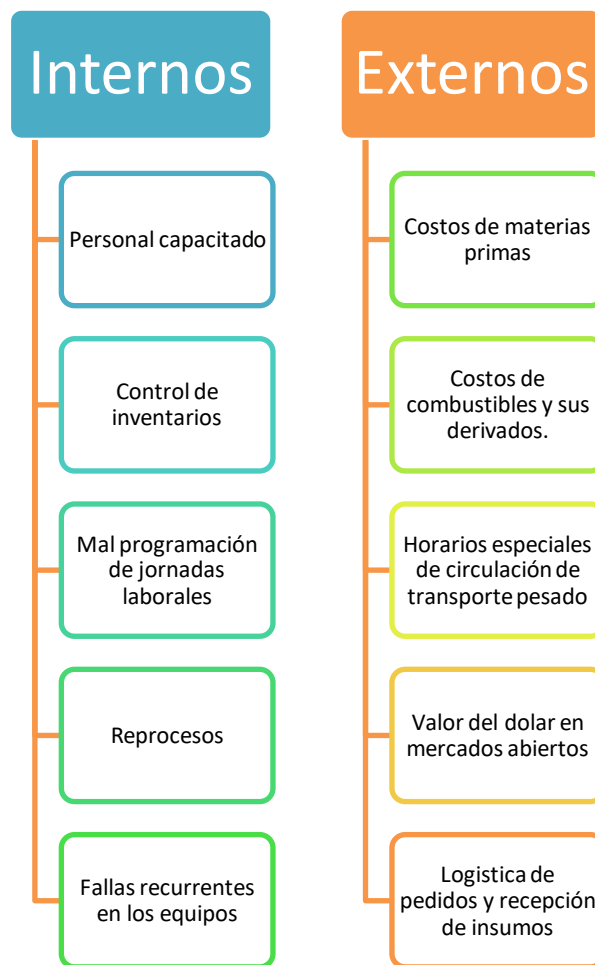 Internos
Personal capacitado
Control de
inventarios
Mal programación
de jornadas
laborales
Reprocesos
Fallas recurrentes
en los equipos
Externos
Costos de materias
primas
Costos de
combustibles y sus
derivados.
Horarios especiales
de circulación de
transporte pesado
Valor del dolar en
mercados abiertos
Logistica de
pedidos y recepción
de insumos